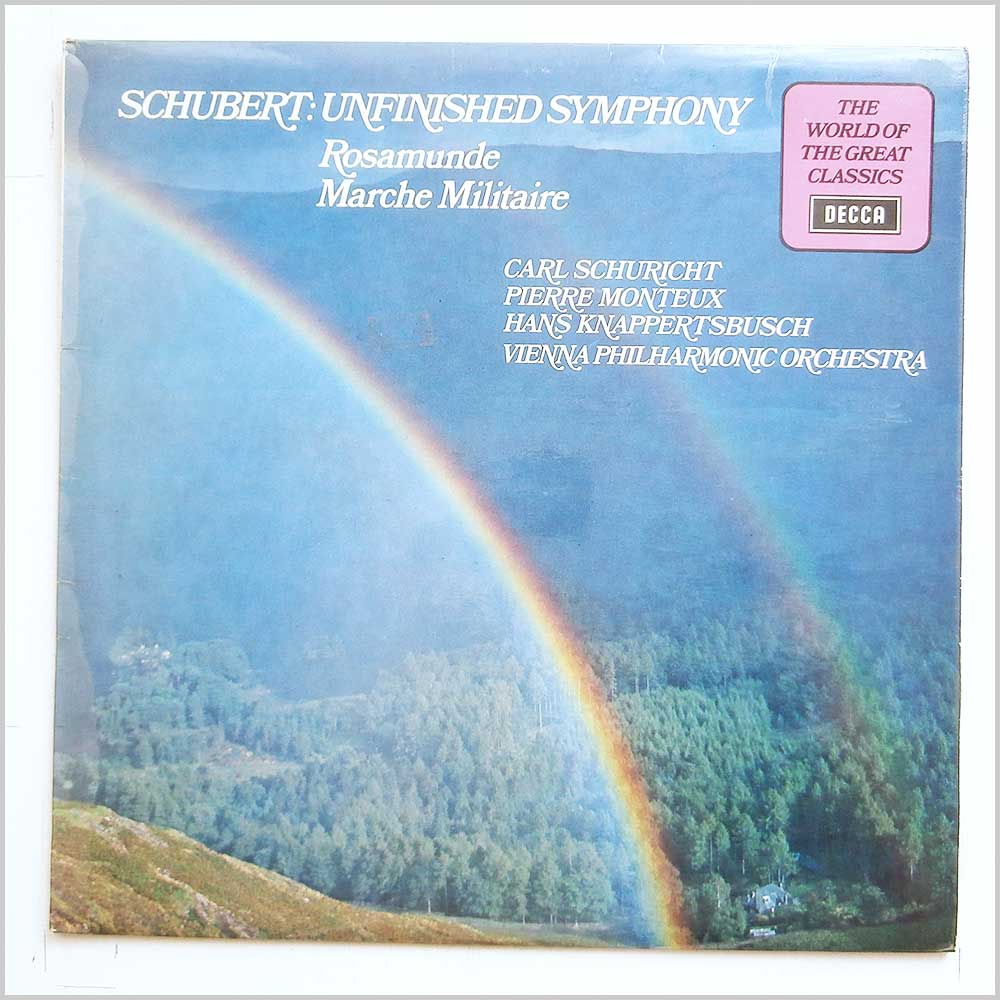 SCHUBERT: UNFINISHED SYMPHONY
Rosamunde
Marche Militaire
THE
WORLD OF
THE GREAT
CLASSICS
DECCA
CARL SCHURICHT
PIERRE MONTEUX
HANS KNAPPERTSBUSCH
VIENNA PHILHARMONIC ORCHESTRA